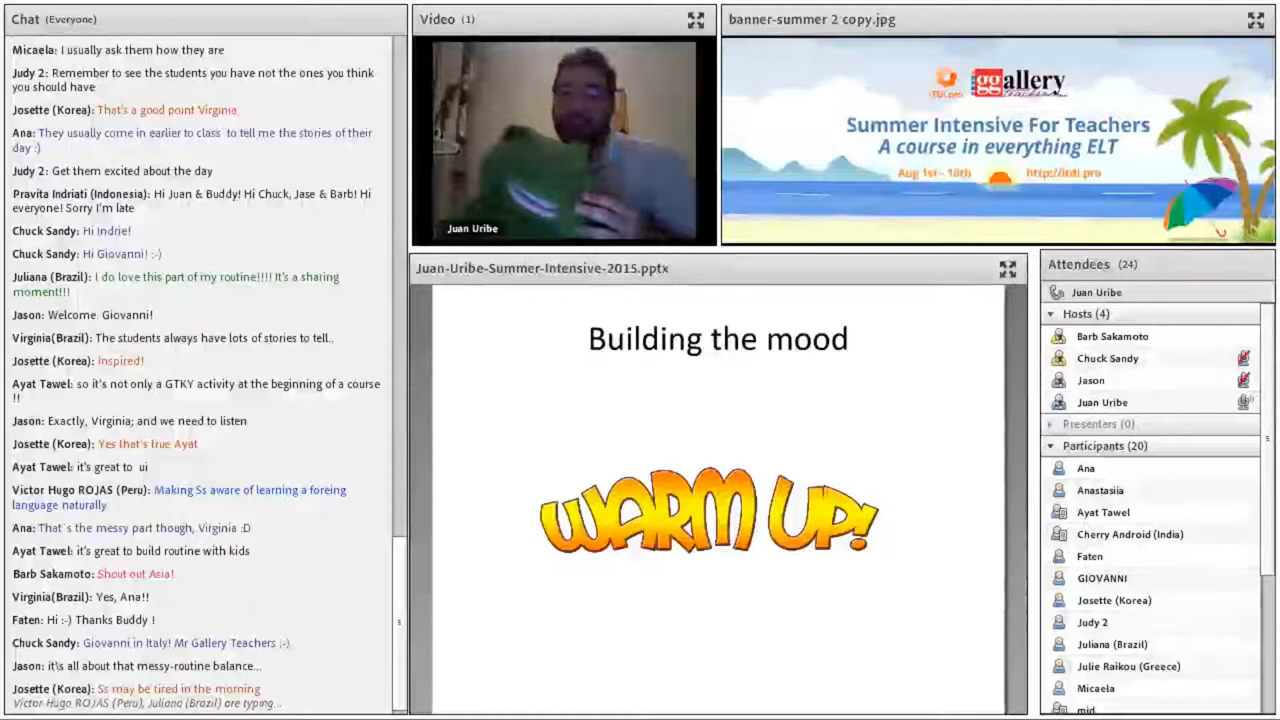 Chat (Everyone)
Micaela: I usually ask them how they are
Judy 2: Remember to see the students you have not the ones you think
you should have
Josette (Korea): That's a good point Virginia
Ana: They usually come in earlier to class to tell me the stories of their
day :)
Judy 2: Get them excited about the day
Pravita Indriati (Indonesia): Hi Juan & Buddy! Hi Chuck, Jase & Barb! Hi
everyone! Sorry I'm late
Chuck Sandy: Hi Indrie!
Chuck Sandy: Hi Giovanni! :-)
Juliana (Brazil): I do love this part of my routine!!!! It's a sharing
moment!!!
Jason: Welcome. Giovanni!
Virginia(Brazil): The students always have lots of stories to tell..
Josette (Korea): Inspired!
Ayat Tawel: so it's not only a GTKY activity at the beginning of a course
!!
Jason: Exactly, Virginia; and we need to listen
Josette (Korea): Yes that's true Ayat
Ayat Tawel: it's great to ui
Victor Hugo ROJAS (Peru): Making Ss aware of learning a foreing
language naturally
Ana: That´s the messy part though, Virginia :D
Ayat Tawel: it's great to build routine with kids
Barb Sakamoto: Shout out Asia!
Virginia(Brazil): Yes, Ana!!
Faten: Hi :-) Thanks Buddy !
Chuck Sandy: Giovanni in Italy! Mr Gallery Teachers :-)
Jason: it\s all about that messy-routine balance...
Josette (Korea): Ss may be tired in the morning
Victor Hugo ROJAS (Peru), Juliana (Brazil) are typing...
Video (1)
Juan Uribe
banner-summer 2 copy.jpg
iTDi.pro
ggallery
teachers
Summer Intensive For Teachers
A course in everything ELT
Aug 1st - 18th http://itdi.pro
Juan-Uribe-Summer-Intensive-2015.pptx
Building the mood
WARM UP!
Attendees (24)
Juan Uribe
Hosts (4)
Barb Sakamoto
Chuck Sandy
Jason
Juan Uribe
Presenters (0)
Participants (20)
Ana
Anastasiia
Ayat Tawel
Cherry Android (India)
Faten
GIOVANNI
Josette (Korea)
Judy 2
Juliana (Brazil)
Julie Raikou (Greece)
Micaela
mid